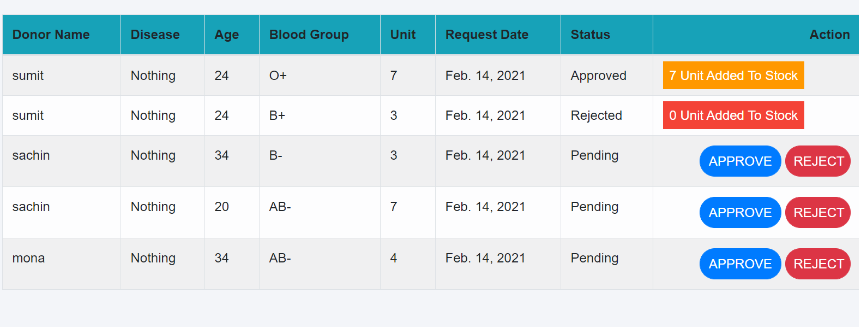 Donor Name Disease Age Blood Group Unit Request Date Status Action
sumit Nothing 24 O+ 7 Feb. 14, 2021 Approved 7 Unit Added To Stock
sumit Nothing 24 B+ 3 Feb. 14, 2021 Rejected 0 Unit Added To Stock
sachin Nothing 34 B- 3 Feb. 14, 2021 Pending APPROVE REJECT
sachin Nothing 20 AB- 7 Feb. 14, 2021 Pending APPROVE REJECT
mona Nothing 34 AB- 4 Feb. 14, 2021 Pending APPROVE REJECT